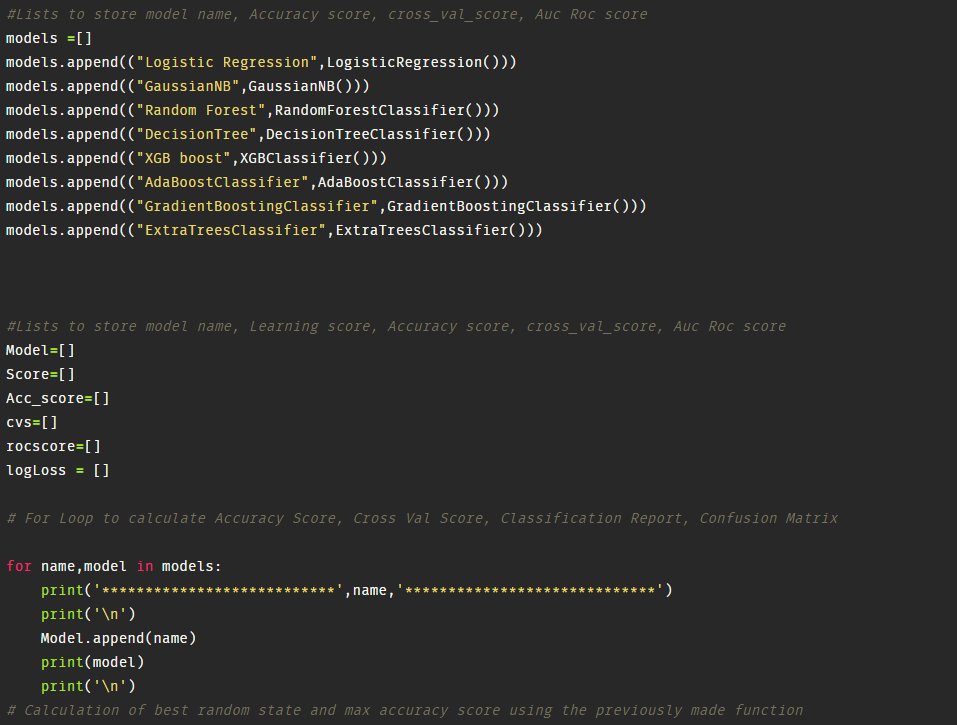 #Lists to store model name, Accuracy score, cross_val_score, Auc Roc score
models =[]
models.append(("Logistic Regression",LogisticRegression()))
models.append(("GaussianNB",GaussianNB()))
models.append(("Random Forest",RandomForestClassifier()))
models.append(("DecisionTree",DecisionTreeClassifier()))
models.append(("XGB boost",XGBClassifier()))
models.append(("AdaBoostClassifier",AdaBoostClassifier()))
models.append(("GradientBoostingClassifier",GradientBoostingClassifier()))
models.append(("ExtraTreesClassifier",ExtraTreesClassifier()))
#Lists to store model name, Learning score, Accuracy score, cross_val_score, Auc Roc score
Model=[]
Score=[]
Acc_score=[]
cvs=[]
rocscore=[]
logLoss = []
# For Loop to calculate Accuracy Score, Cross Val Score, Classification Report, Confusion Matrix
for name,model in models:
    print('***************************',name,'*****************************')
    print('\n')
    Model.append(name)
    print(model)
    print('\n')
# Calculation of best random state and max accuracy score using the previously made function